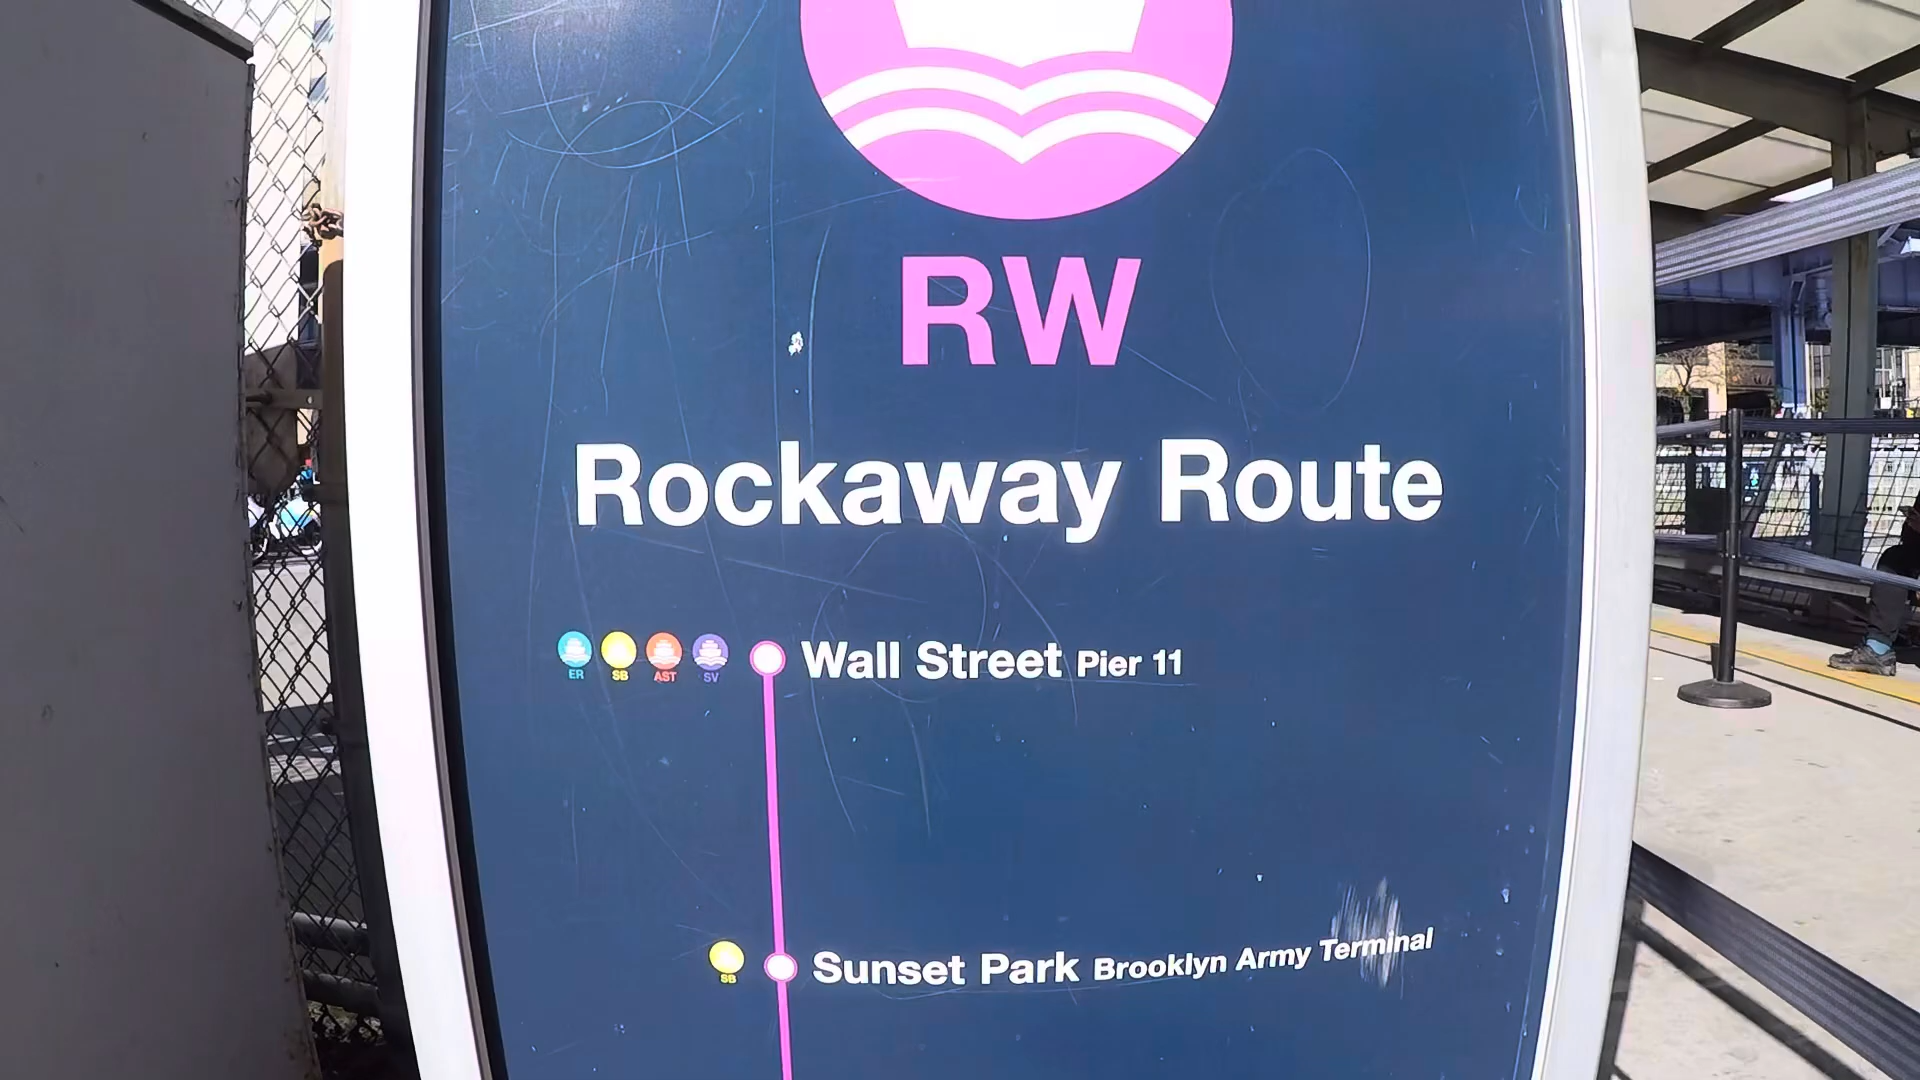 RW
Rockaway Route
ER SB AST SV Wall Street Pier 11
SB Sunset Park Brooklyn Army Terminal